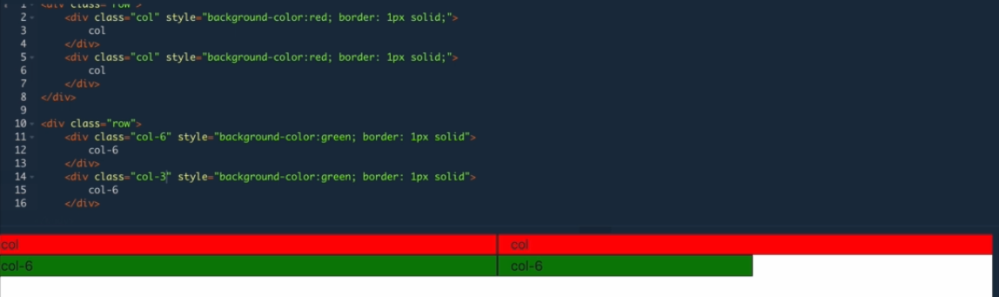 1 <div class="row">
2 <div class="col" style="background-color:red; border: 1px solid;">
3 col
4 </div>
5 <div class="col" style="background-color:red; border: 1px solid;">
6 col
7 </div>
8 </div>
9
10 <div class="row">
11 <div class="col-6" style="background-color:green; border: 1px solid">
12 col-6
13 </div>
14 <div class="col-3" style="background-color:green; border: 1px solid">
15 col-6
16 </div>
col col
col-6 col-6